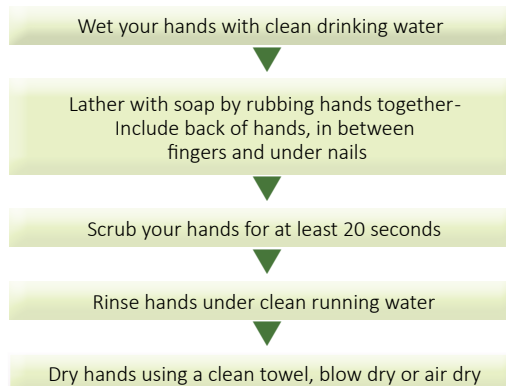 Wet your hands with clean drinking water
Lather with soap by rubbing hands together-
Include back of hands, in between
fingers and under nails
Scrub your hands for at least 20 seconds
Rinse hands under clean running water
Dry hands using a clean towel, blow dry or air dry